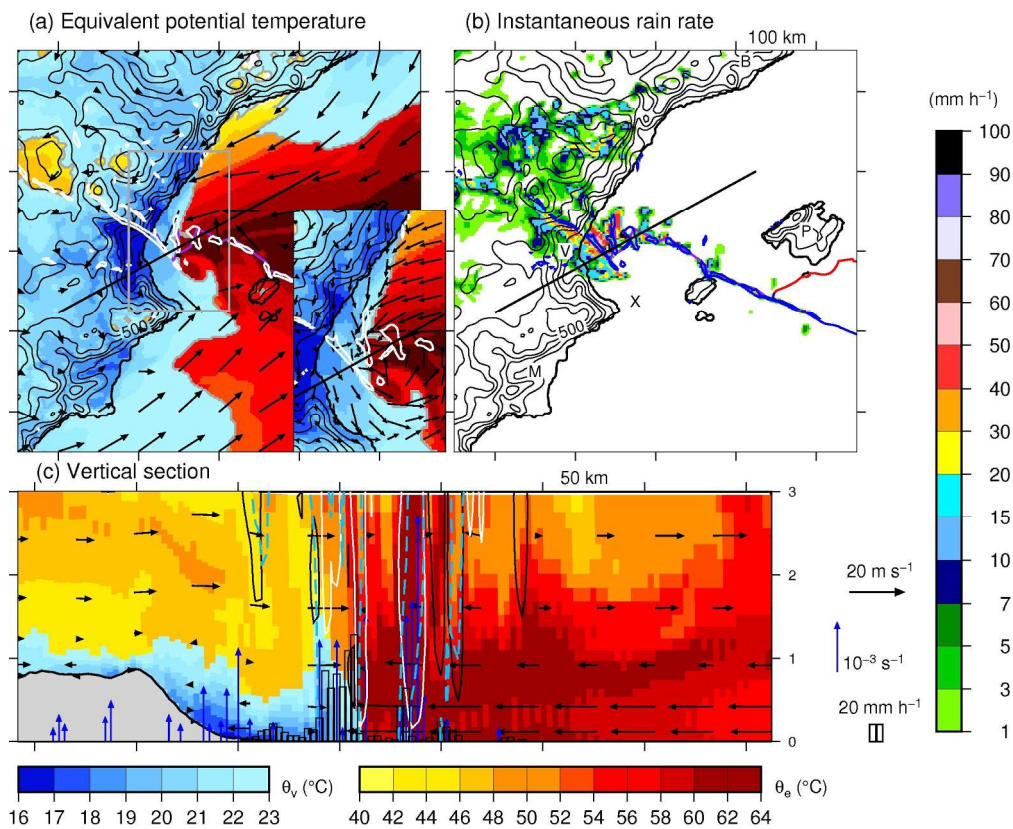 (a) Equivalent potential temperature
(b) Instantaneous rain rate
100 km
B
V
P
X
500
M
500
(mm h⁻¹)
100
90
80
70
60
50
40
30
20
15
10
7
5
3
1
(c) Vertical section
50 km
3
2
1
0
20 m s⁻¹
10⁻³ s⁻¹
20 mm h⁻¹
θv (°C)
16 17 18 19 20 21 22 23
θe (°C)
40 42 44 46 48 50 52 54 56 58 60 62 64